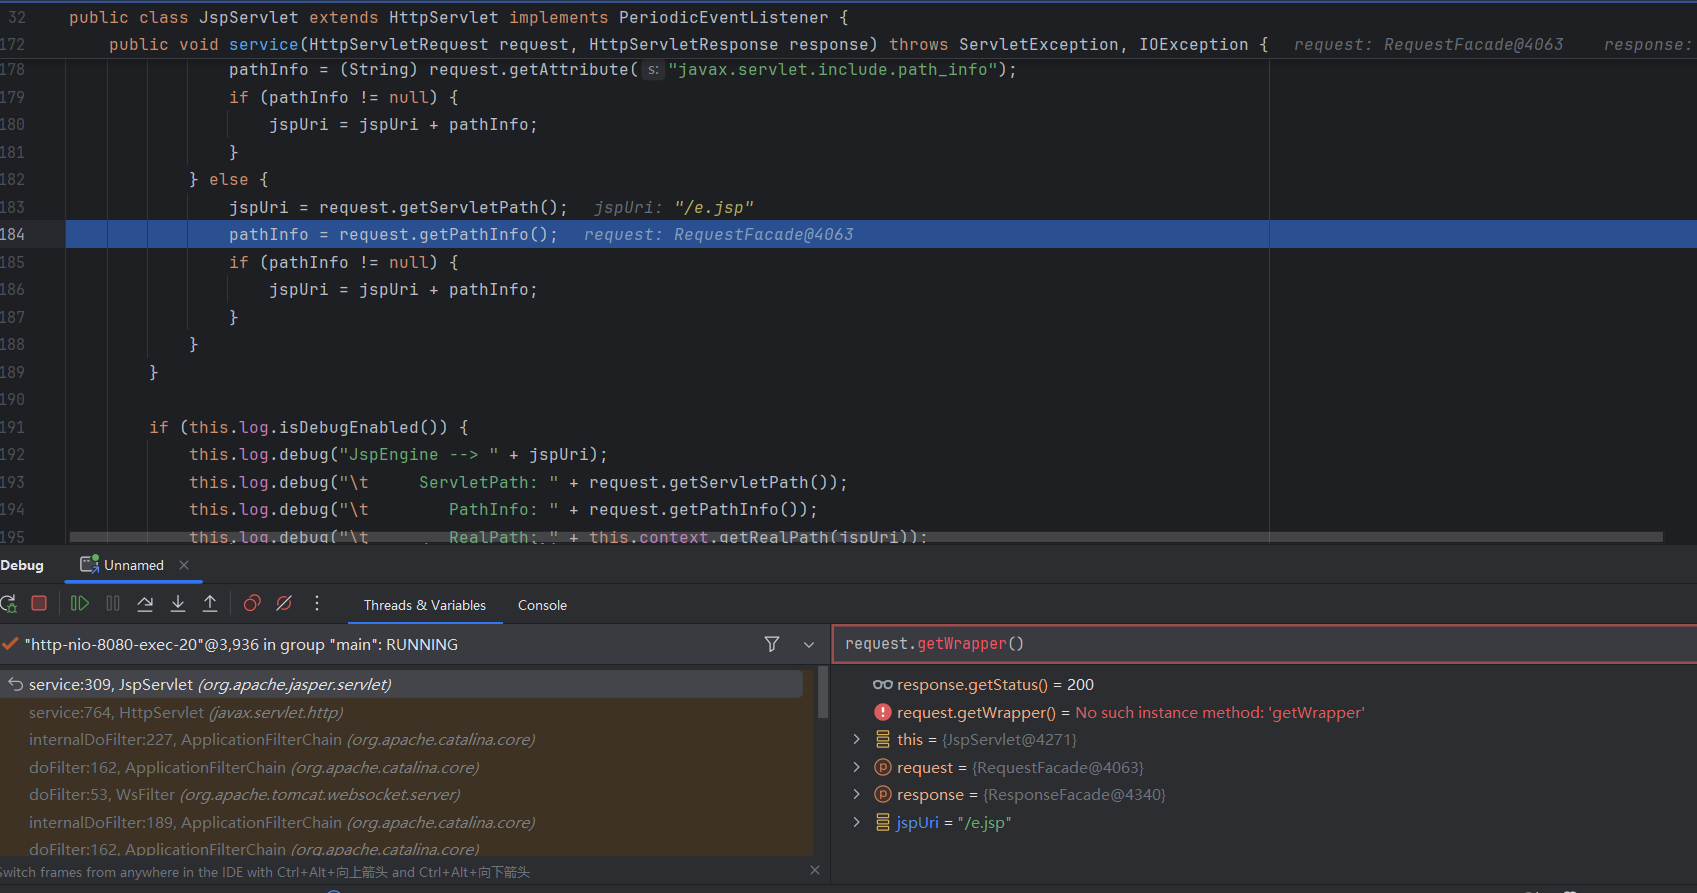 32 public class JspServlet extends HttpServlet implements PeriodicEventListener {
172 public void service(HttpServletRequest request, HttpServletResponse response) throws ServletException, IOException { request: RequestFacade@4063 response:
178 pathInfo = (String) request.getAttribute( s: "javax.servlet.include.path_info");
179 if (pathInfo != null) {
180 jspUri = jspUri + pathInfo;
181 }
182 } else {
183 jspUri = request.getServletPath(); jspUri: "/e.jsp"
184 pathInfo = request.getPathInfo(); request: RequestFacade@4063
185 if (pathInfo != null) {
186 jspUri = jspUri + pathInfo;
187 }
188 }
189 }
190
191 if (this.log.isDebugEnabled()) {
192 this.log.debug("JspEngine --> " + jspUri);
193 this.log.debug("\t ServletPath: " + request.getServletPath());
194 this.log.debug("\t PathInfo: " + request.getPathInfo());
195 this.log.debug("\t RealPath: " + this.context.getRealPath(jspUri));
Debug Unnamed
Threads & Variables Console
"http-nio-8080-exec-20"@3,936 in group "main": RUNNING
service:309, JspServlet (org.apache.jasper.servlet)
service:764, HttpServlet (javax.servlet.http)
internalDoFilter:227, ApplicationFilterChain (org.apache.catalina.core)
doFilter:162, ApplicationFilterChain (org.apache.catalina.core)
doFilter:53, WsFilter (org.apache.tomcat.websocket.server)
internalDoFilter:189, ApplicationFilterChain (org.apache.catalina.core)
doFilter:162, ApplicationFilterChain (org.apache.catalina.core)
Switch frames from anywhere in the IDE with Ctrl+Alt+向上箭头 and Ctrl+Alt+向下箭头
request.getWrapper()
response.getStatus() = 200
request.getWrapper() = No such instance method: 'getWrapper'
this = {JspServlet@4271}
request = {RequestFacade@4063}
response = {ResponseFacade@4340}
jspUri = "/e.jsp"